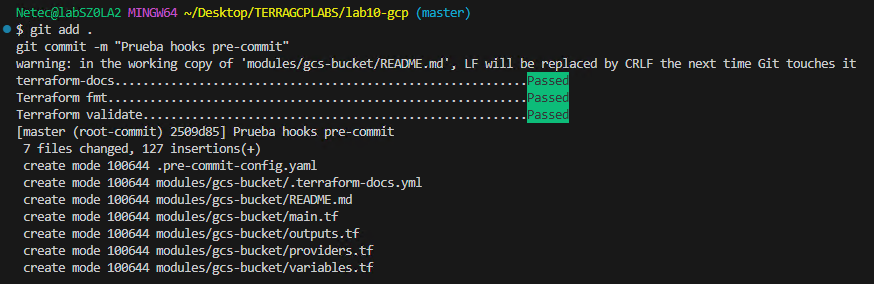 Netec@labSZ0LA2 MINGW64 ~/Desktop/TERRAGCPLABS/lab10-gcp (master)
$ git add .
git commit -m "Prueba hooks pre-commit"
warning: in the working copy of 'modules/gcs-bucket/README.md', LF will be replaced by CRLF the next time Git touches it
terraform-docs...........................................................Passed
Terraform fmt............................................................Passed
Terraform validate.......................................................Passed
[master (root-commit) 2509d85] Prueba hooks pre-commit
 7 files changed, 127 insertions(+)
 create mode 100644 .pre-commit-config.yaml
 create mode 100644 modules/gcs-bucket/.terraform-docs.yml
 create mode 100644 modules/gcs-bucket/README.md
 create mode 100644 modules/gcs-bucket/main.tf
 create mode 100644 modules/gcs-bucket/outputs.tf
 create mode 100644 modules/gcs-bucket/providers.tf
 create mode 100644 modules/gcs-bucket/variables.tf